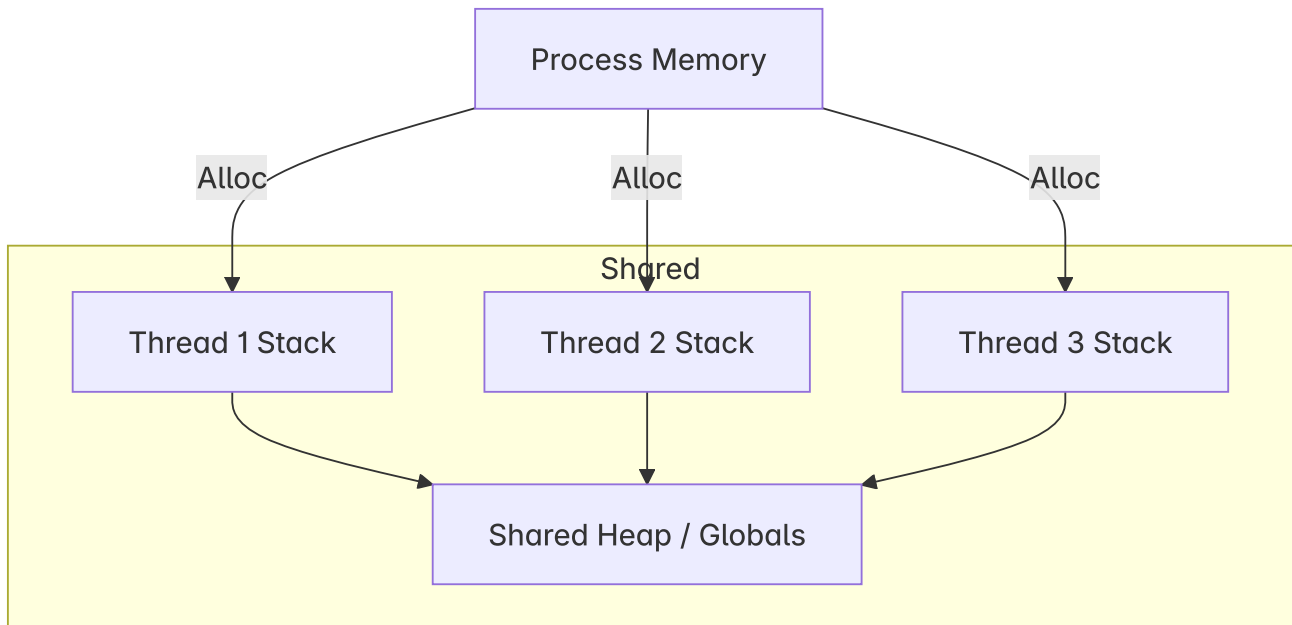 Process Memory
Alloc
Alloc
Alloc
Shared
Thread 1 Stack
Thread 2 Stack
Thread 3 Stack
Shared Heap / Globals